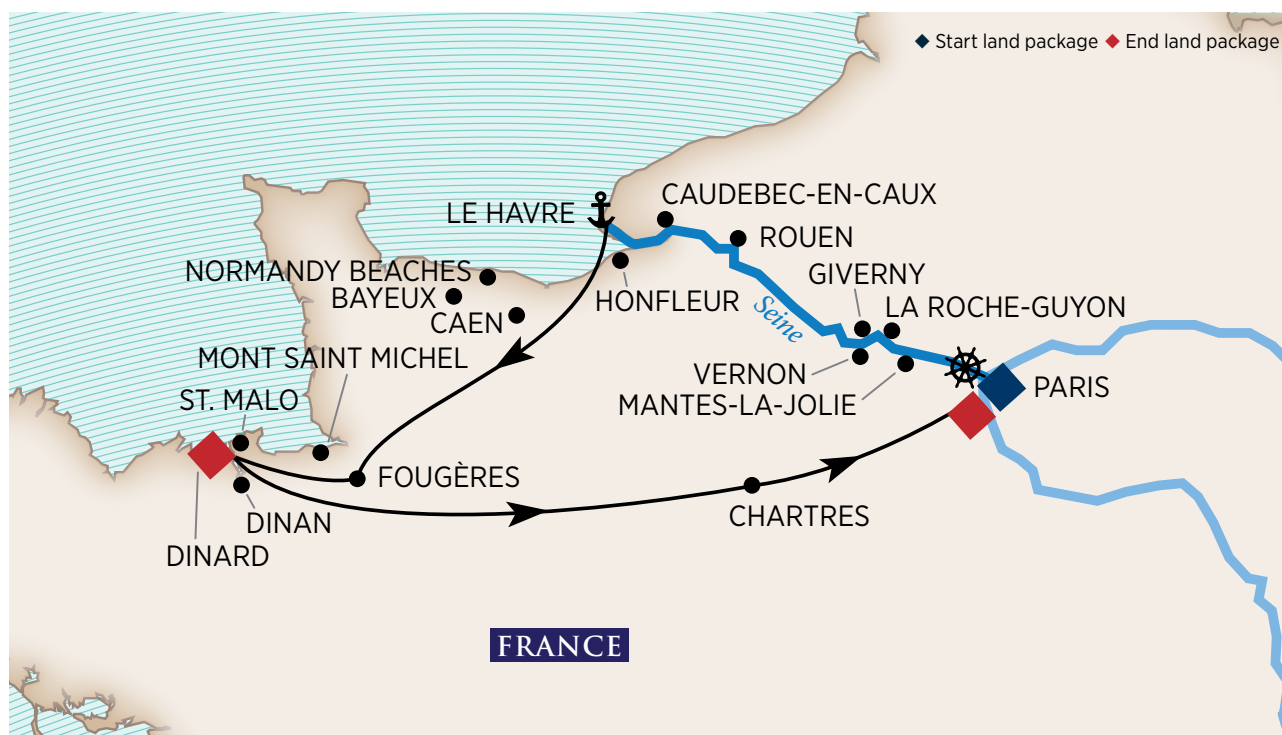 Start land package End land package
CAUDEBEC-EN-CAUX
LE HAVRE
ROUEN
NORMANDY BEACHES
GIVERNY
BAYEUX
HONFLEUR
LA ROCHE-GUYON
CAEN
Seine
MONT SAINT MICHEL
VERNON
PARIS
ST. MALO
MANTES-LA-JOLIE
FOUGÈRES
CHARTRES
DINAN
DINARD
FRANCE